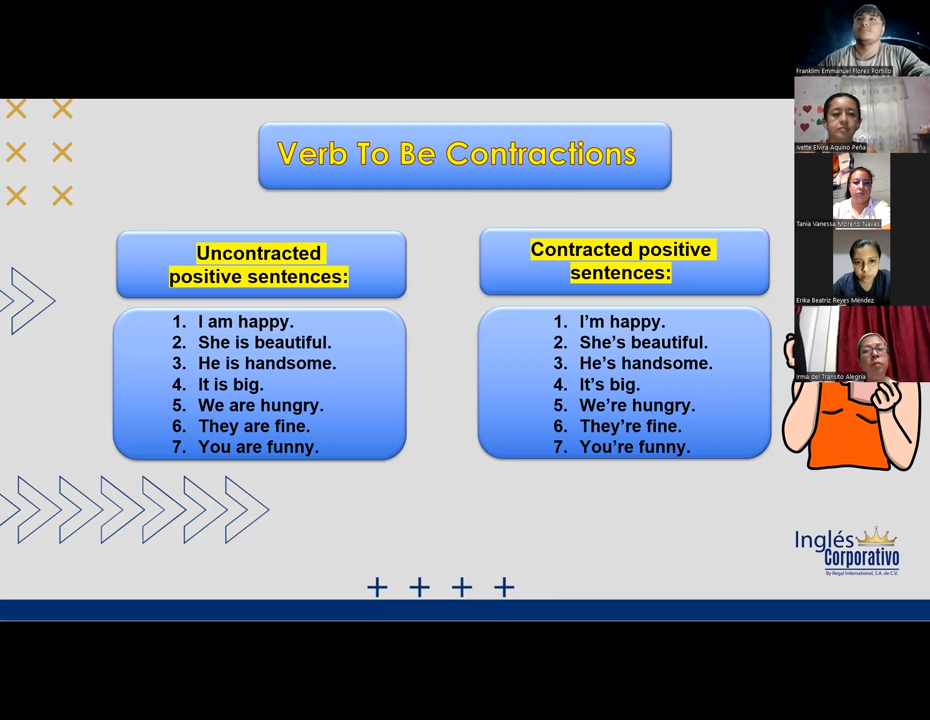 Verb To Be Contractions
Uncontracted
positive sentences:
1. I am happy.
2. She is beautiful.
3. He is handsome.
4. It is big.
5. We are hungry.
6. They are fine.
7. You are funny.
Contracted positive
sentences:
1. I’m happy.
2. She’s beautiful.
3. He’s handsome.
4. It’s big.
5. We’re hungry.
6. They’re fine.
7. You’re funny.
Franklim Emmanuel Flores Portillo
Ivette Elvira Aquino Peña
Tania Vanessa Moreno Navas
Erika Beatriz Reyes Méndez
Irma del Transito Alegría
Inglés
Corporativo
By Regal International, S.A. de C.V.